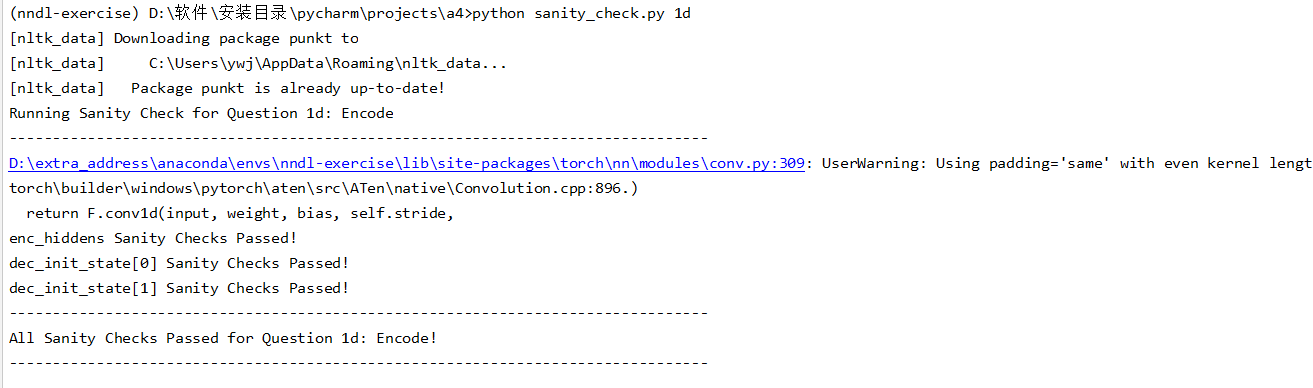 (nndl-exercise) D:\软件\安装目录\pycharm\projects\a4>python sanity_check.py 1d
[nltk_data] Downloading package punkt to
[nltk_data]     C:\Users\ywj\AppData\Roaming\nltk_data...
[nltk_data]   Package punkt is already up-to-date!
Running Sanity Check for Question 1d: Encode
--------------------------------------------------------------------------------
D:\extra_address\anaconda\envs\nndl-exercise\lib\site-packages\torch\nn\modules\conv.py:309: UserWarning: Using padding='same' with even kernel lengt
torch\builder\windows\pytorch\aten\src\ATen\native\Convolution.cpp:896.)
  return F.conv1d(input, weight, bias, self.stride,
enc_hiddens Sanity Checks Passed!
dec_init_state[0] Sanity Checks Passed!
dec_init_state[1] Sanity Checks Passed!
--------------------------------------------------------------------------------
All Sanity Checks Passed for Question 1d: Encode!
--------------------------------------------------------------------------------